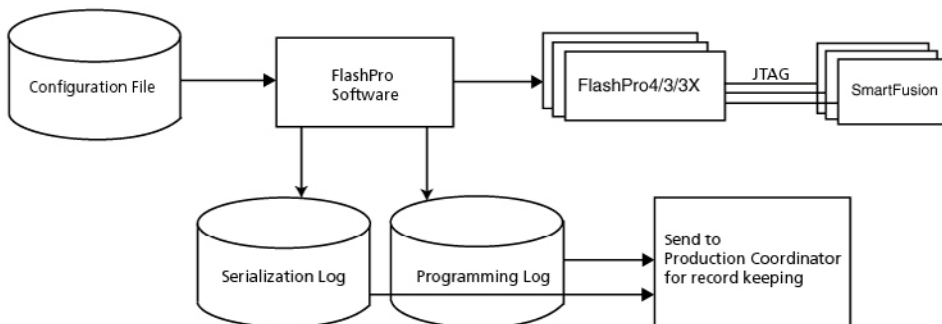 Configuration File
FlashPro
Software
FlashPro4/3/3X
JTAG
SmartFusion
Serialization Log
Programming Log
Send to
Production Coordinator
for record keeping